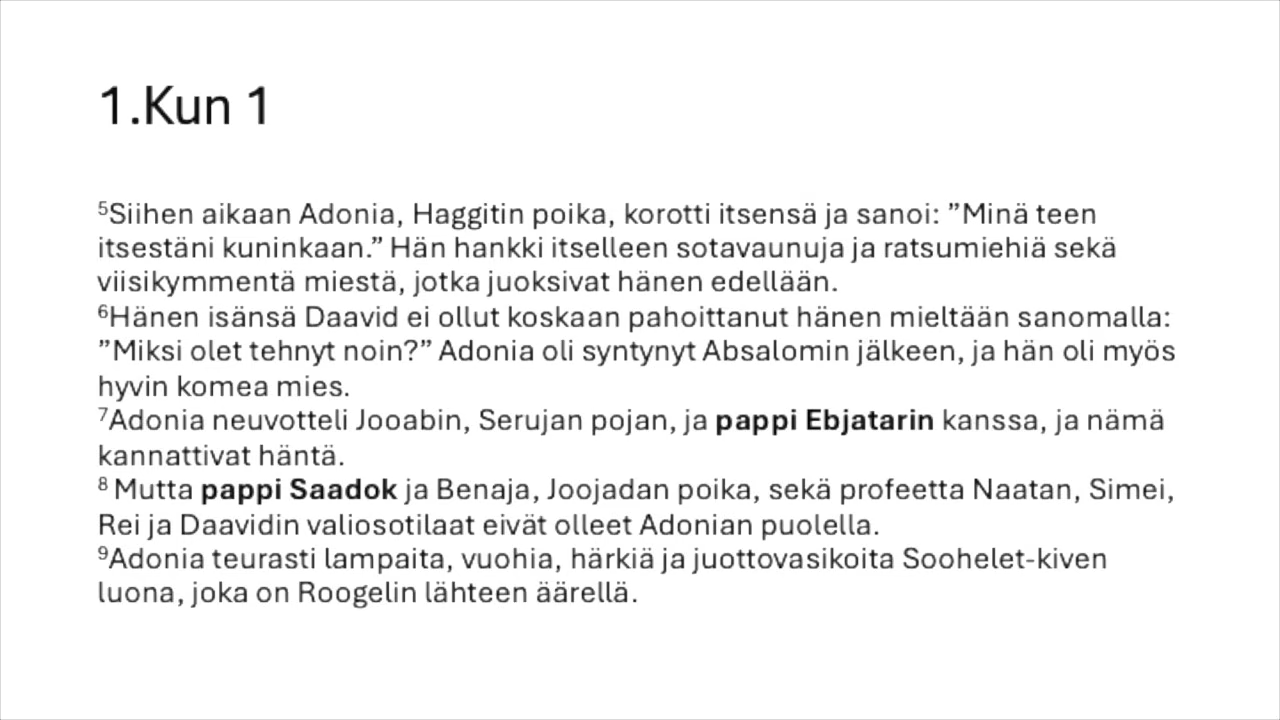 1.Kun 1
⁵Siihen aikaan Adonia, Haggitin poika, korotti itsensä ja sanoi: ”Minä teen
itsestäni kuninkaan.” Hän hankki itselleen sotavaunuja ja ratsumiehiä sekä
viisikymmentä miestä, jotka juoksivat hänen edellään.
⁶Hänen isänsä Daavid ei ollut koskaan pahoittanut hänen mieltään sanomalla:
”Miksi olet tehnyt noin?” Adonia oli syntynyt Absalomin jälkeen, ja hän oli myös
hyvin komea mies.
⁷Adonia neuvotteli Jooabin, Serujan pojan, ja pappi Ebjatarin kanssa, ja nämä
kannattivat häntä.
⁸ Mutta pappi Saadok ja Benaja, Joojadan poika, sekä profeetta Naatan, Simei,
Rei ja Daavidin valiosotilaat eivät olleet Adonian puolella.
⁹Adonia teurasti lampaita, vuohia, härkiä ja juottovasikoita Soohelet-kiven
luona, joka on Roogelin lähteen äärellä.